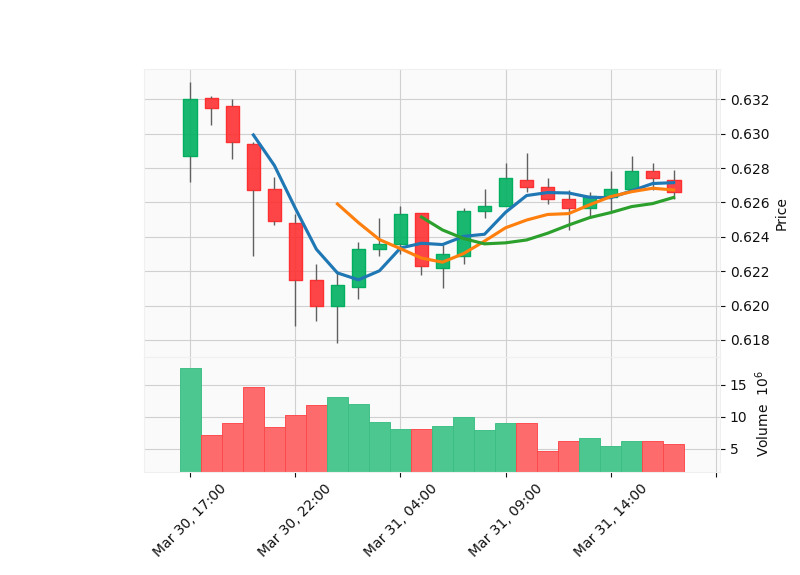 0.632
0.630
0.628
0.626
0.624
0.622
0.620
0.618
Price
15
10
5
Volume 10^6
Mar 30, 17:00
Mar 30, 22:00
Mar 31, 04:00
Mar 31, 09:00
Mar 31, 14:00